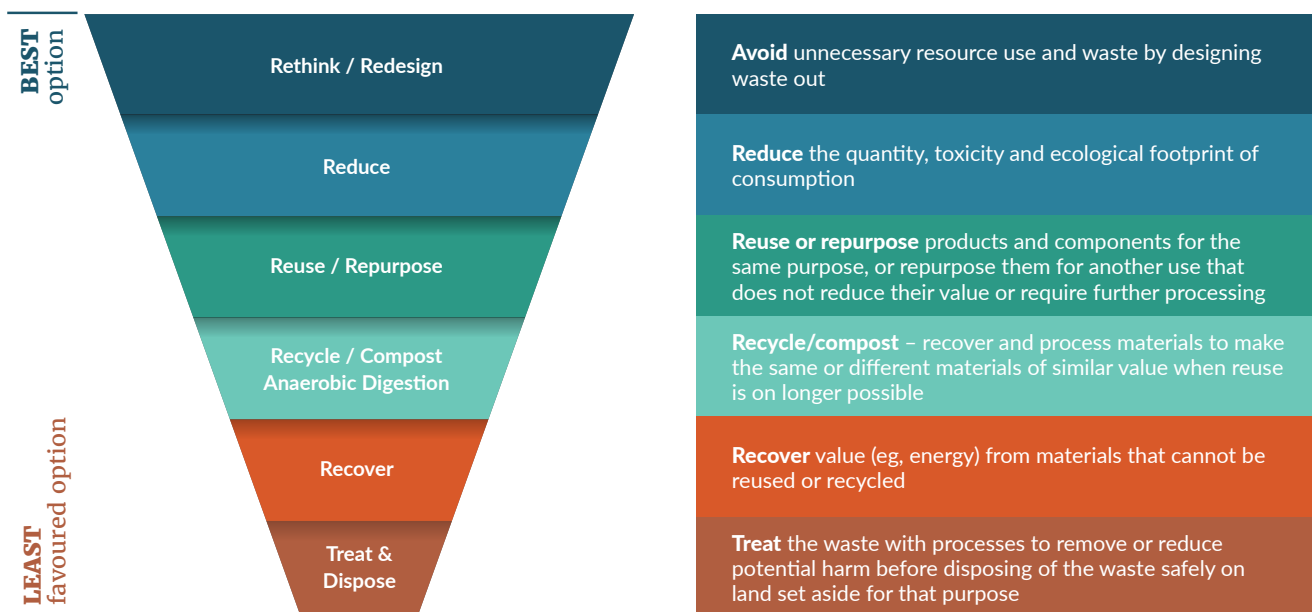 BEST
option
Rethink / Redesign
Avoid unnecessary resource use and waste by designing
waste out
Reduce
Reduce the quantity, toxicity and ecological footprint of
consumption
Reuse / Repurpose
Reuse or repurpose products and components for the
same purpose, or repurpose them for another use that
does not reduce their value or require further processing
Recycle / Compost
Anaerobic Digestion
Recycle/compost – recover and process materials to make
the same or different materials of similar value when reuse
is on longer possible
Recover
Recover value (eg, energy) from materials that cannot be
reused or recycled
LEAST
favoured option
Treat &
Dispose
Treat the waste with processes to remove or reduce
potential harm before disposing of the waste safely on
land set aside for that purpose